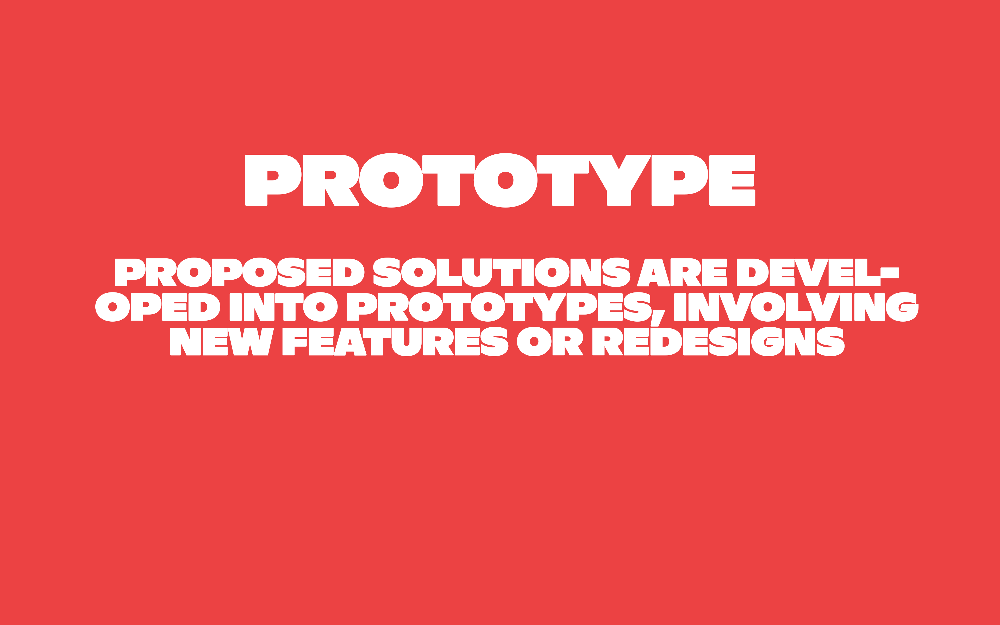 PROTOTYPE
PROPOSED SOLUTIONS ARE DEVEL-
OPED INTO PROTOTYPES, INVOLVING
NEW FEATURES OR REDESIGNS